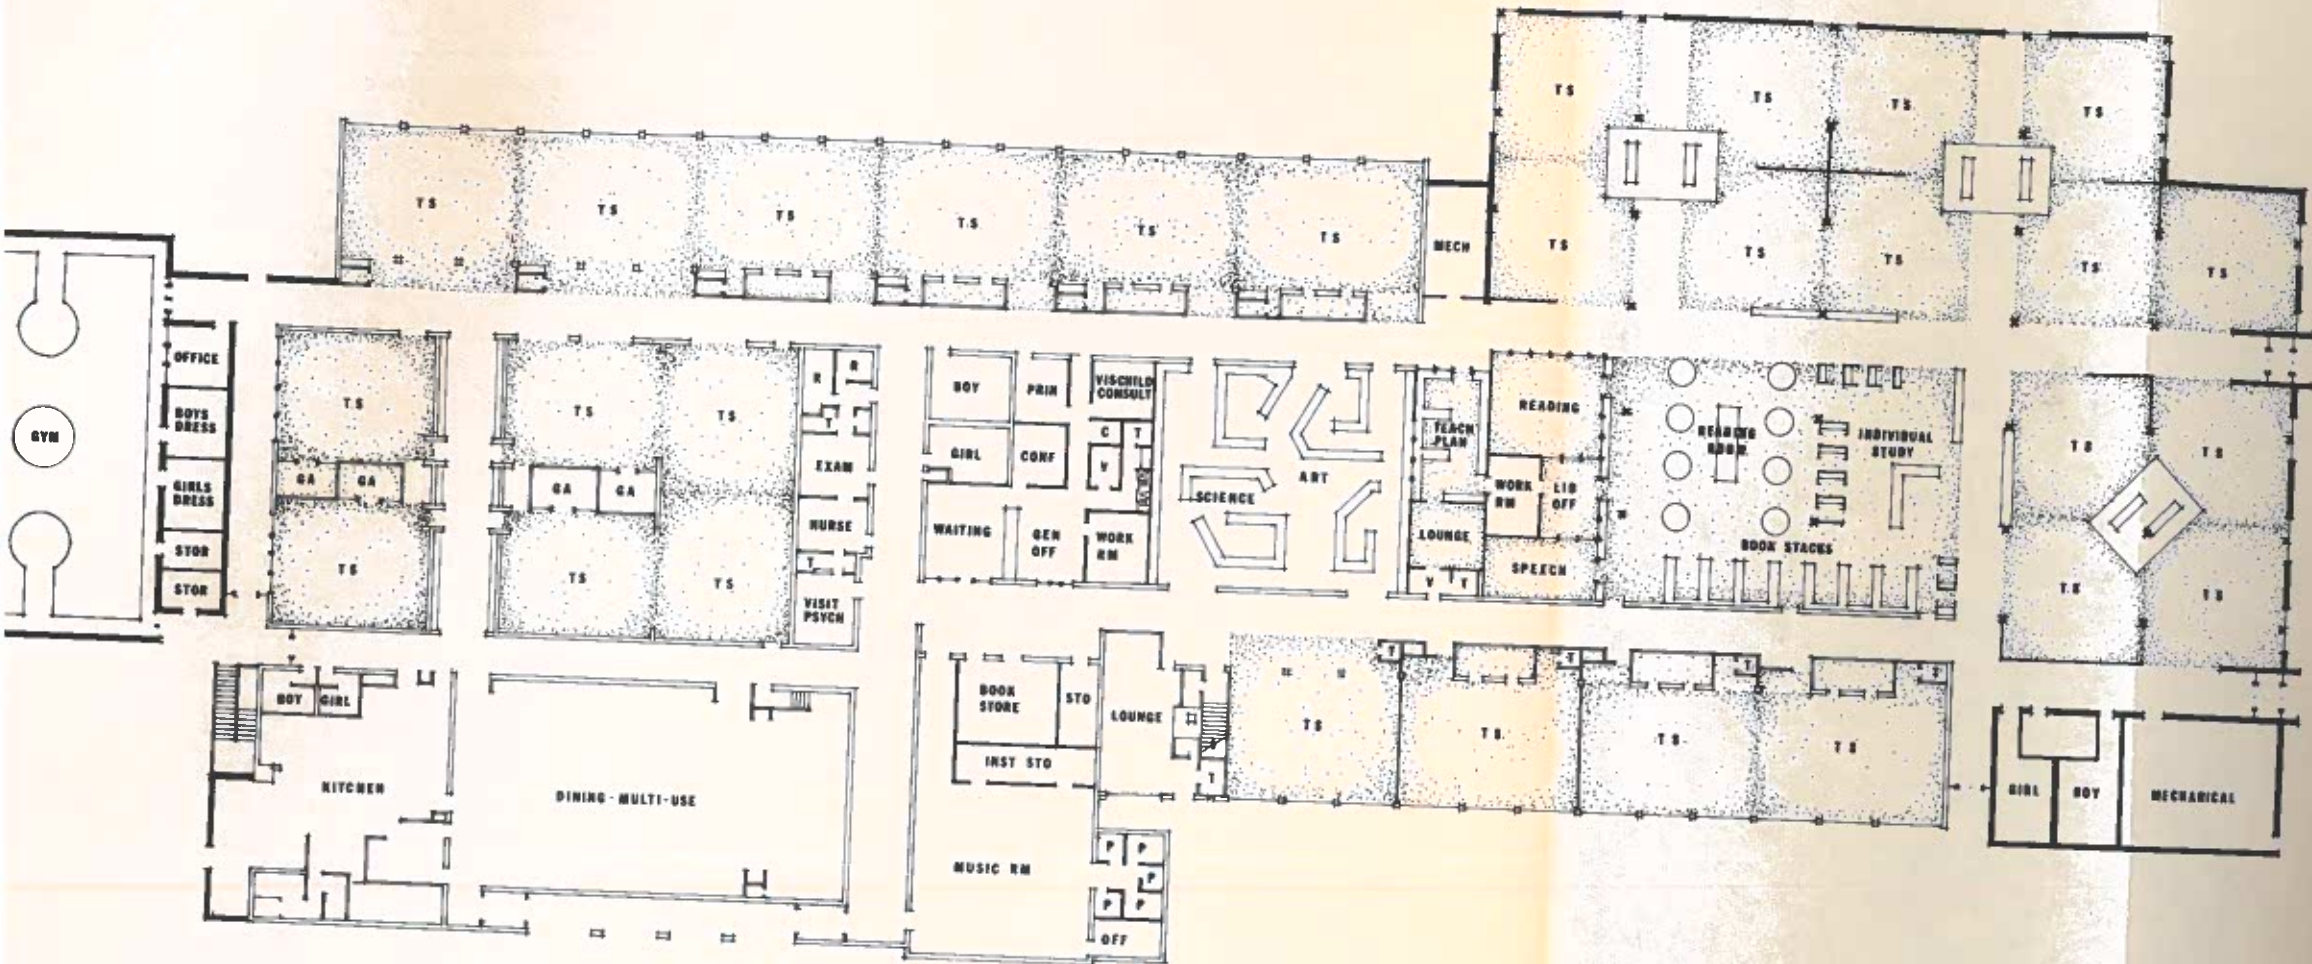 TS
TS
TS
TS
TS
TS
TS
TS
TS
TS
MECH
TS
TS
TS
TS
TS
GYM
OFFICE
BOYS
DRESS
GIRLS
DRESS
STOR
STOR
TS
GA
GA
TS
TS
TS
GA
GA
TS
TS
R
R
T
EXAM
NURSE
T
VISIT
PSYCH
BOY
GIRL
WAITING
PRIN
CONF
GEN
OFF
VISCHILD
CONSULT
C
T
V
WORK
RM
SCIENCE
ART
TEACH
PLAN
LOUNGE
V
T
READING
WORK
RM
LIB
OFF
SPEECH
READING
ROOM
INDIVIDUAL
STUDY
BOOK STACKS
TS
TS
TS
TS
BOY
GIRL
KITCHEN
DINING-MULTI-USE
BOOK
STORE
STO
INST STO
MUSIC RM
LOUNGE
T
P
P
P
P
P
OFF
T
T
T
T
TS
TS
TS
TS
GIRL
BOY
MECHANICAL